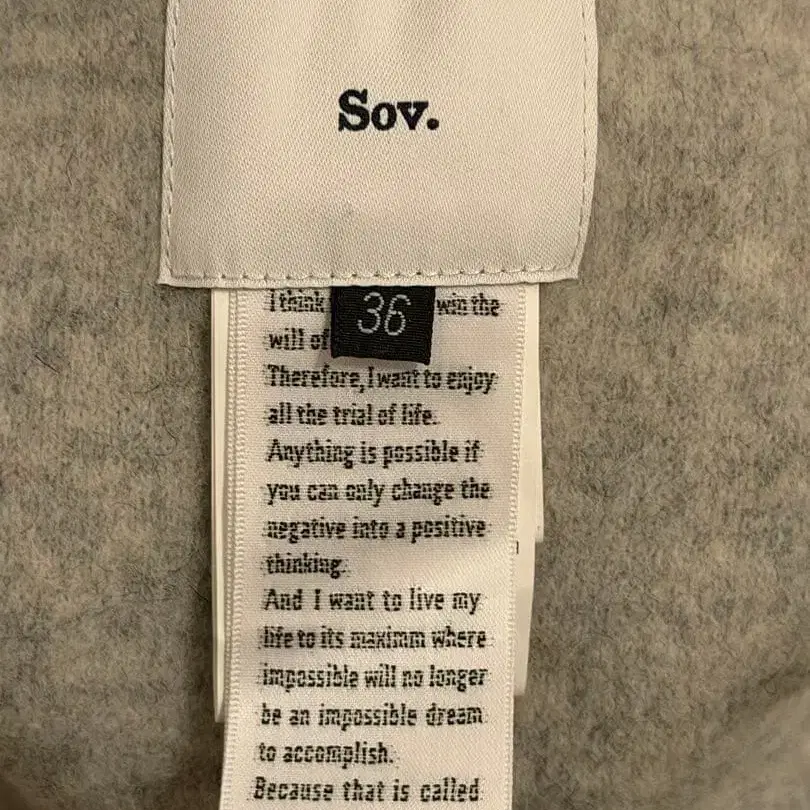 Sov.
36
I think win the
will of
Therefore, I want to enjoy
all the trial of life.
Anything is possible if
you can only change the
negative into a positive
thinking.
And I want to live my
life to its maximm where
impossible will no longer
be an impossible dream
to accomplish.
Because that is called